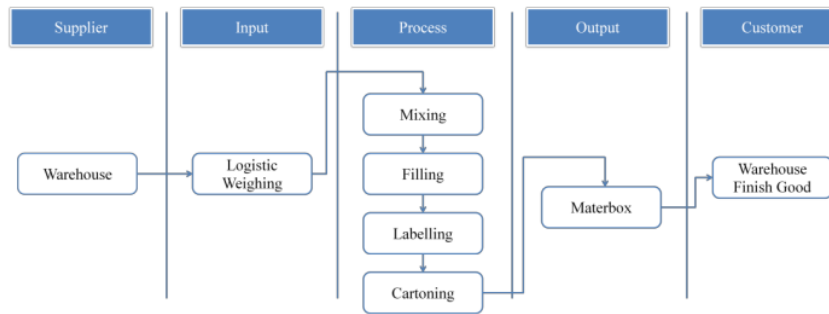 Supplier
Input
Process
Output
Customer
Mixing
Warehouse
Logistic
Weighing
Filling
Warehouse
Finish Good
Materbox
Labelling
Cartoning